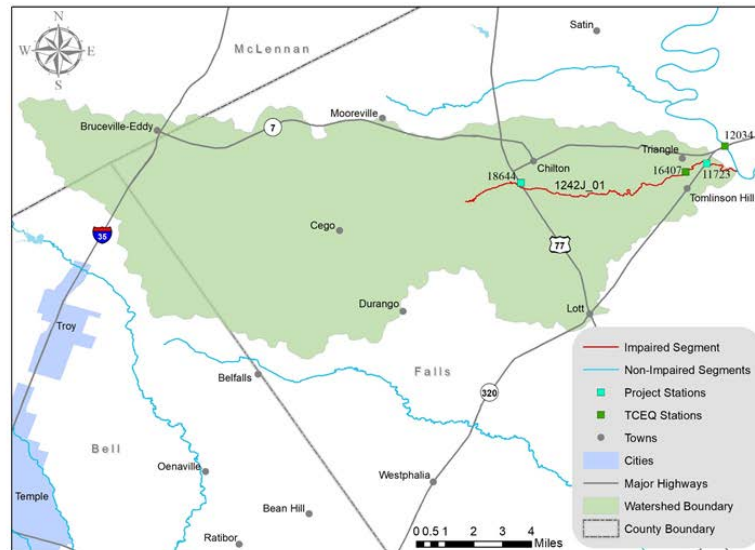 N
W E
S
McLennan
Satin
Bruceville-Eddy
7
Mooreville
12034
Triangle
Chilton
16407
11723
18644
1242J_01
Tomlinson Hill
Cego
35
77
Troy
Durango
Lott
Belfalls
Falls
320
Bell
Oenaville
Westphalia
Temple
Bean Hill
Ratibor
0 0.5 1 2 3 4
Miles
Impaired Segment
Non-Impaired Segments
Project Stations
TCEQ Stations
Towns
Cities
Major Highways
Watershed Boundary
County Boundary